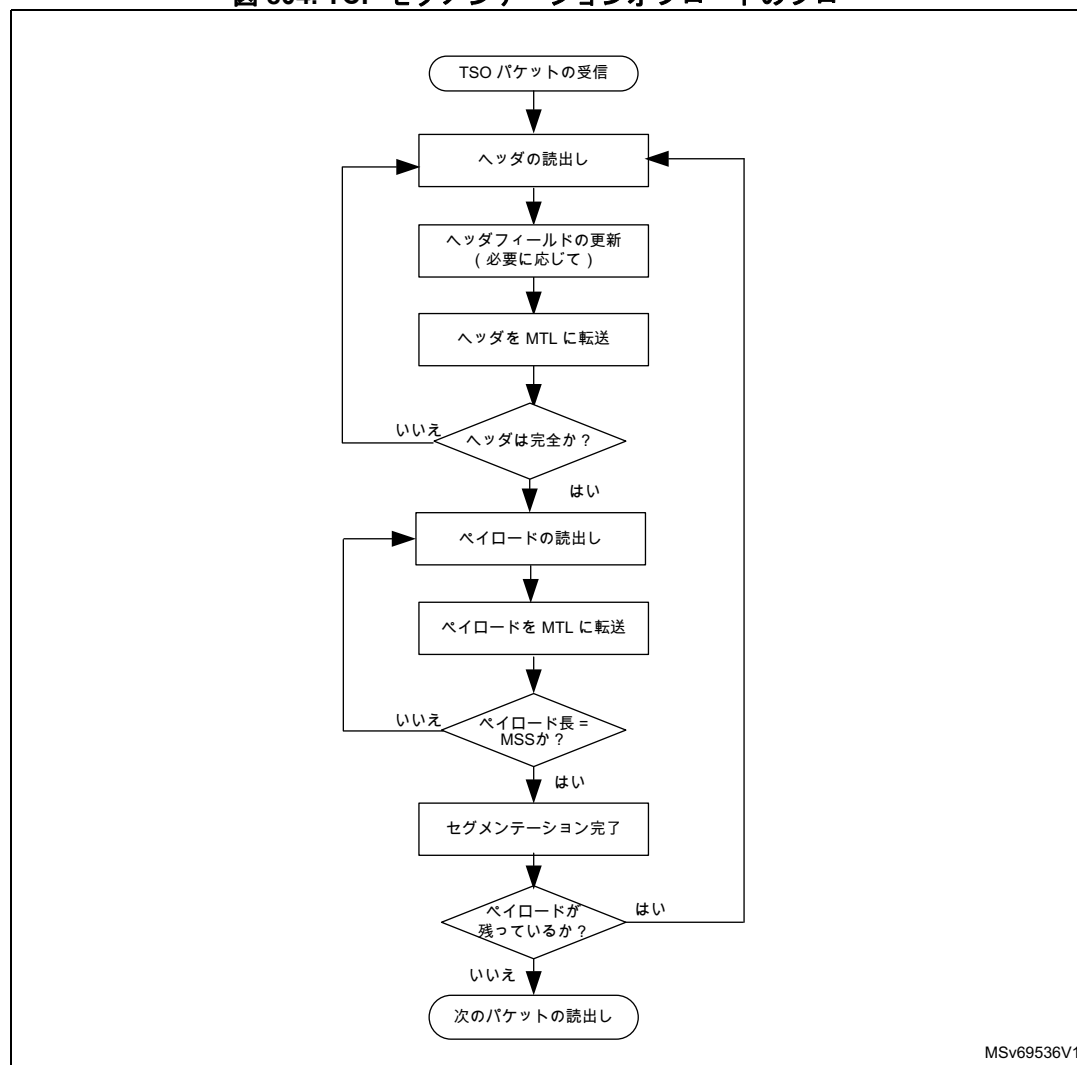 TSO パケットの受信
ヘッダの読出し
ヘッダフィールドの更新
( 必要に応じて )
ヘッダを MTL に転送
いいえ
ヘッダは完全か ?
はい
ペイロードの読出し
ペイロードを MTL に転送
いいえ
ペイロード長 =
MSSか ?
はい
セグメンテーション完了
ペイロードが
残っているか ?
はい
いいえ
次のパケットの読出し
MSv69536V1